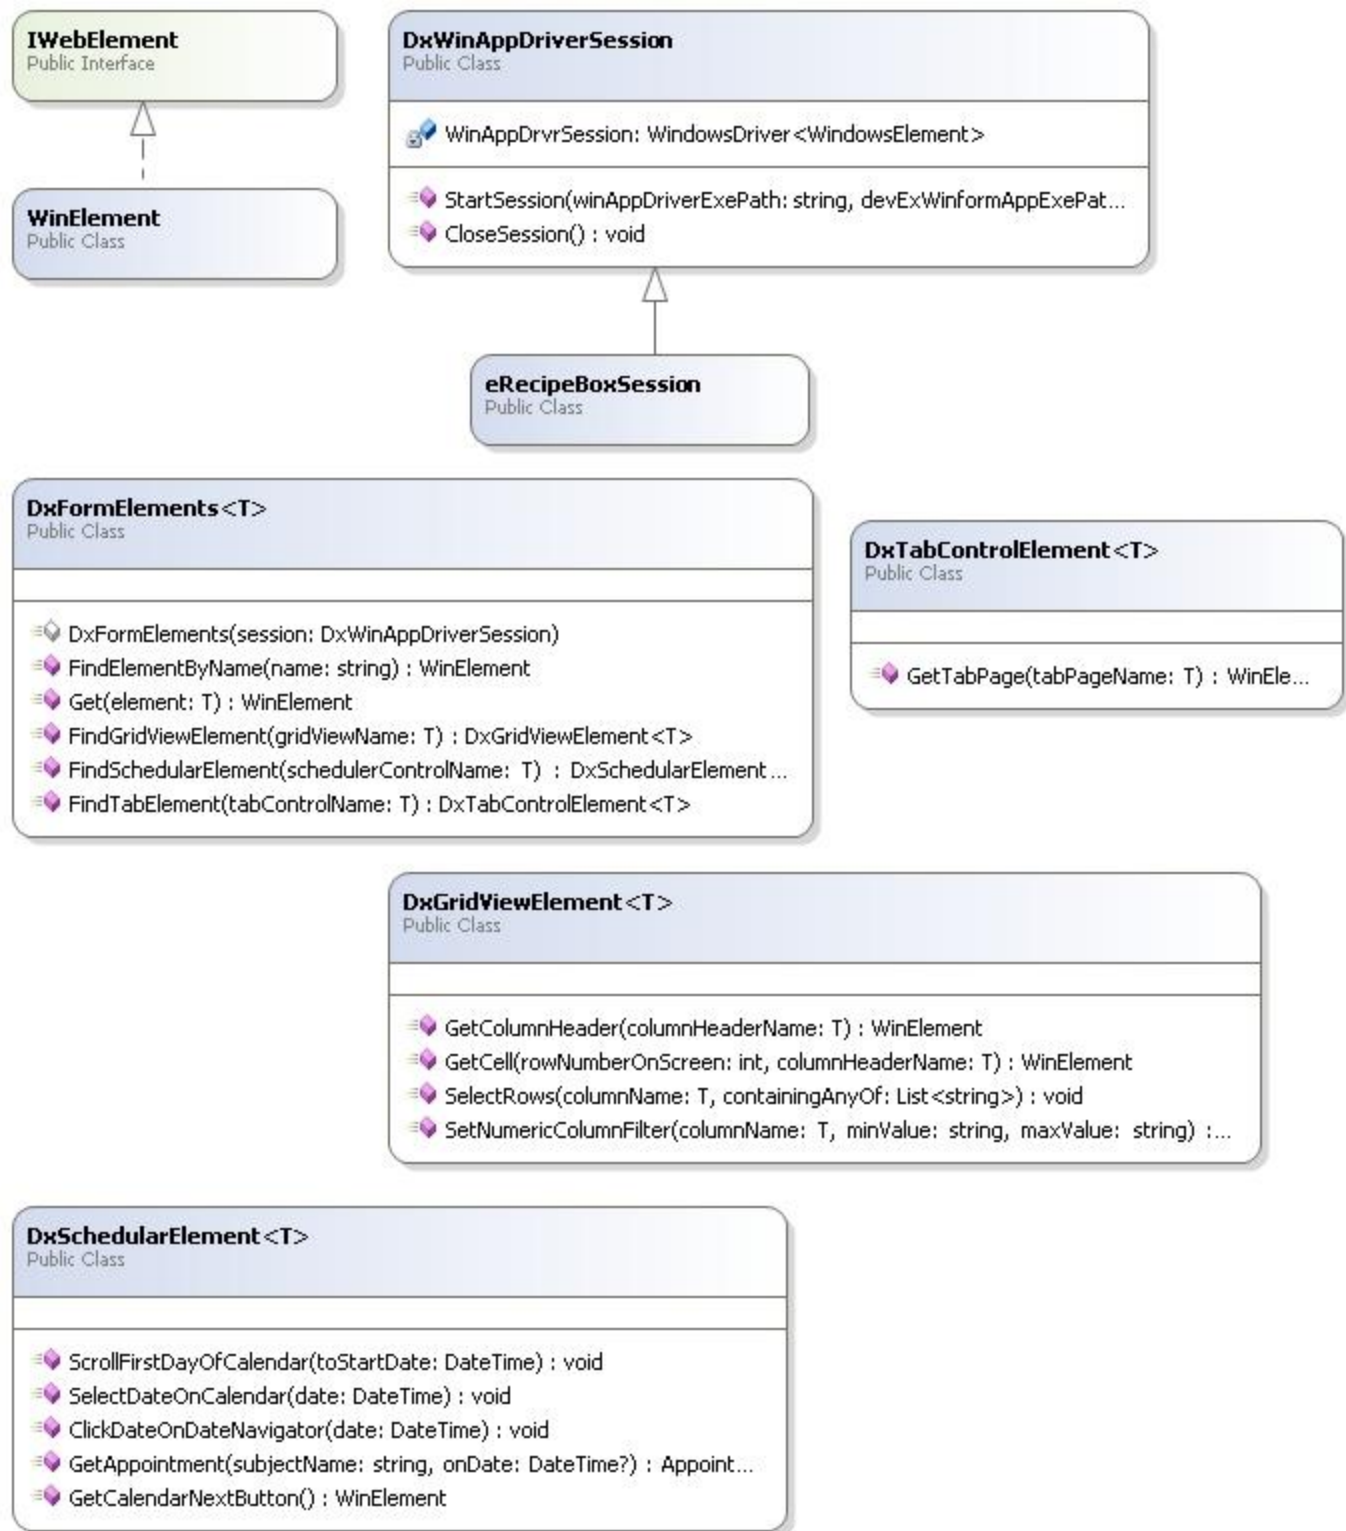 IWebElement
Public Interface
WinElement
Public Class
DxWinAppDriverSession
Public Class
WinAppDrvrSession: WindowsDriver<WindowsElement>
StartSession(winAppDriverExePath: string, devExWinformAppExePat...
CloseSession() : void
eRecipeBoxSession
Public Class
DxFormElements<T>
Public Class
DxFormElements(session: DxWinAppDriverSession)
FindElementByName(name: string) : WinElement
Get(element: T) : WinElement
FindGridViewElement(gridViewName: T) : DxGridViewElement<T>
FindSchedularElement(schedulerControlName: T) : DxSchedularElement...
FindTabElement(tabControlName: T) : DxTabControlElement<T>
DxTabControlElement<T>
Public Class
GetTabPage(tabPageName: T) : WinEle...
DxGridViewElement<T>
Public Class
GetColumnHeader(columnHeaderName: T) : WinElement
GetCell(rowNumberOnScreen: int, columnHeaderName: T) : WinElement
SelectRows(columnName: T, containingAnyOf: List<string>) : void
SetNumericColumnFilter(columnName: T, minValue: string, maxValue: string) :...
DxSchedularElement<T>
Public Class
ScrollFirstDayOfCalendar(toStartDate: DateTime) : void
SelectDateOnCalendar(date: DateTime) : void
ClickDateOnDateNavigator(date: DateTime) : void
GetAppointment(subjectName: string, onDate: DateTime?) : Appoint...
GetCalendarNextButton() : WinElement